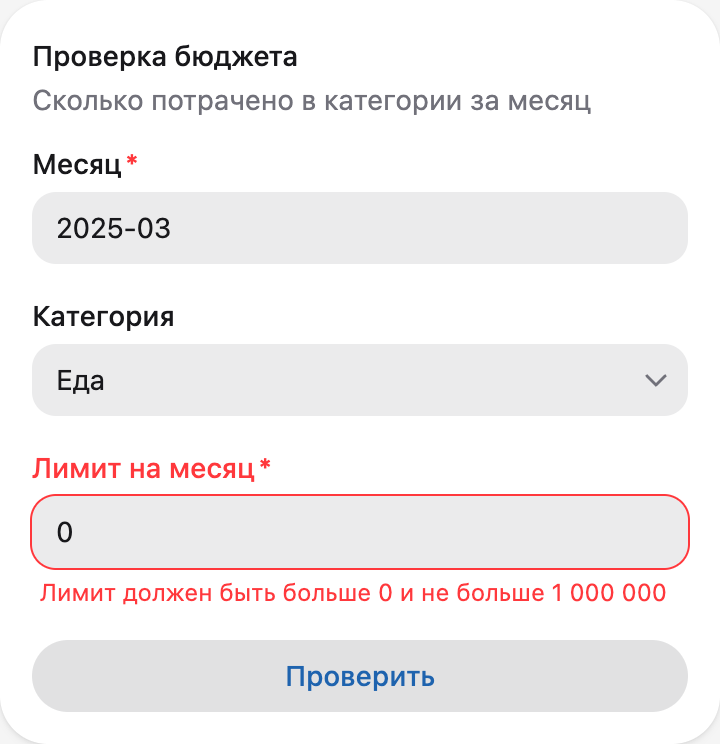 Проверка бюджета
Сколько потрачено в категории за месяц
Месяц*
2025-03
Категория
Еда
Лимит на месяц*
0
Лимит должен быть больше 0 и не больше 1 000 000
Проверить